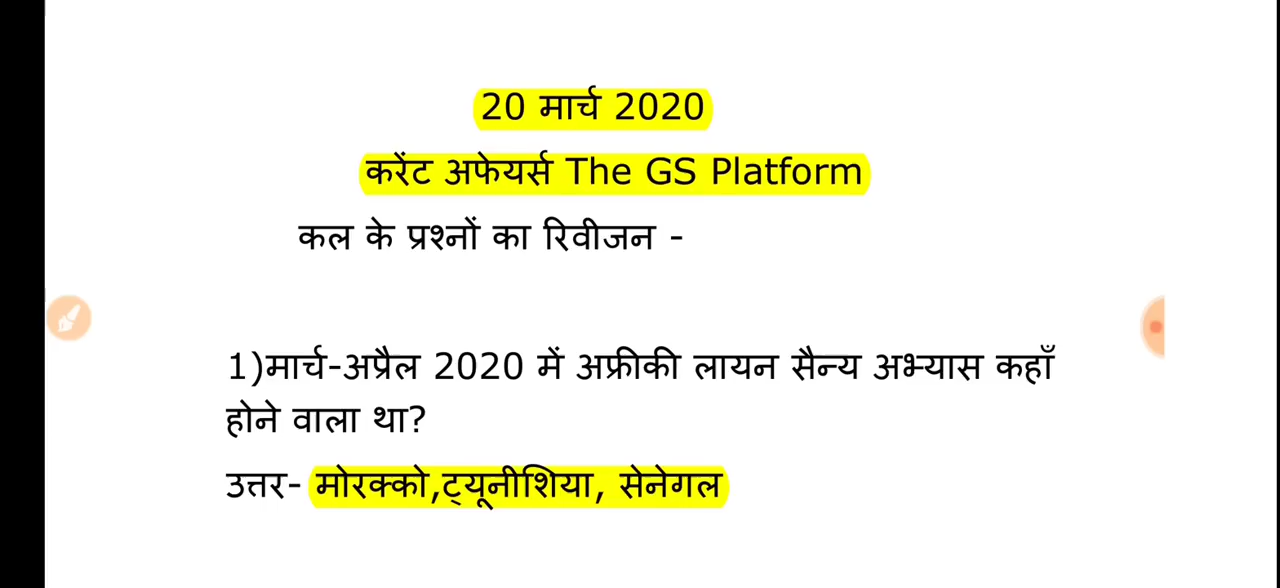 20 मार्च 2020
करेंट अफेयर्स The GS Platform
कल के प्रश्नों का रिवीजन -
1)मार्च-अप्रैल 2020 में अफ्रीकी लायन सैन्य अभ्यास कहाँ
होने वाला था?
उत्तर- मोरक्को,ट्यूनीशिया, सेनेगल